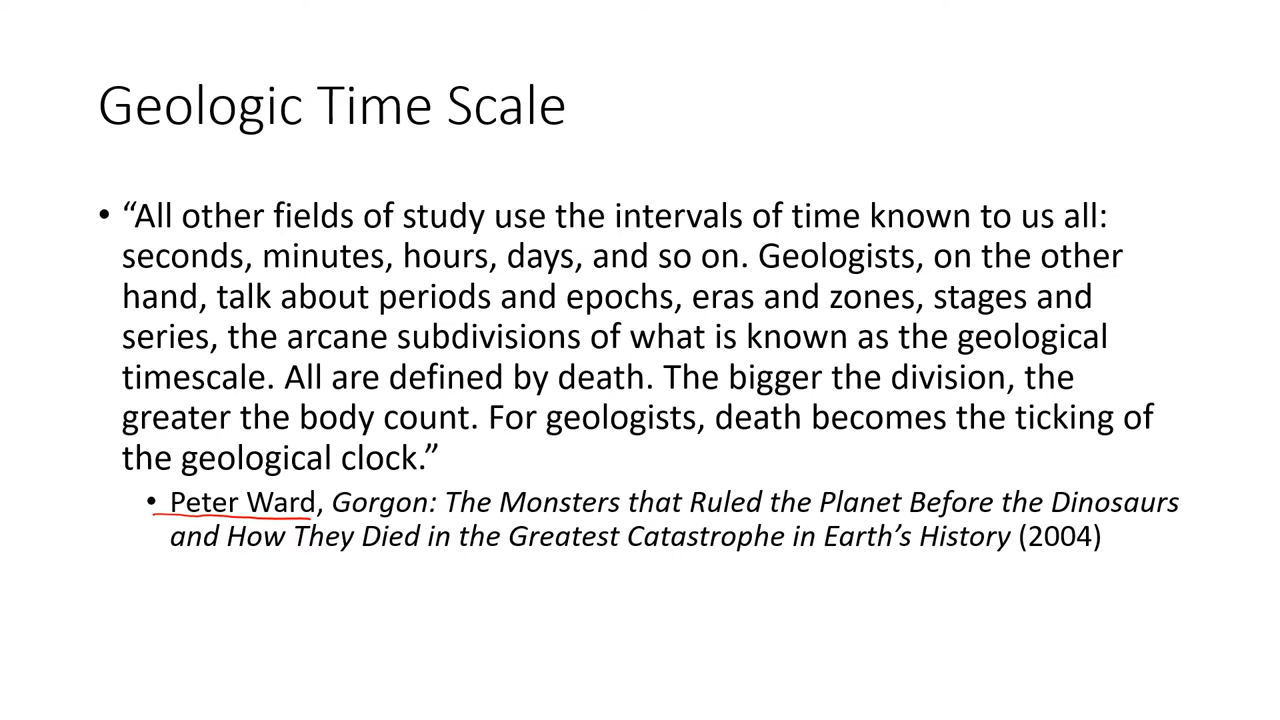 Geologic Time Scale
• “All other fields of study use the intervals of time known to us all:
seconds, minutes, hours, days, and so on. Geologists, on the other
hand, talk about periods and epochs, eras and zones, stages and
series, the arcane subdivisions of what is known as the geological
timescale. All are defined by death. The bigger the division, the
greater the body count. For geologists, death becomes the ticking of
the geological clock.”
• Peter Ward, Gorgon: The Monsters that Ruled the Planet Before the Dinosaurs
and How They Died in the Greatest Catastrophe in Earth’s History (2004)